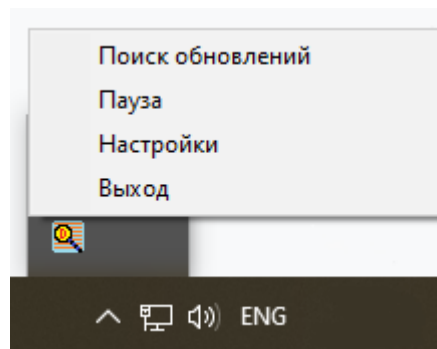 Поиск обновлений
Пауза
Настройки
Выход
ENG